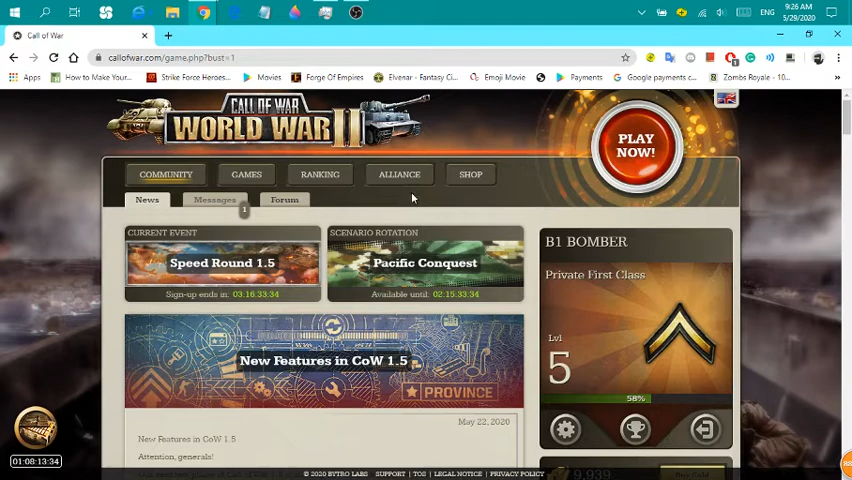 9:26 AM
ENG
5/29/2020
Call of War
callofwar.com/game.php?bust=1
Apps
How to Make Your...
Strike Force Heroes...
Movies
Forge Of Empires
Elvenar - Fantasy Ci...
Emoji Movie
Payments
Google payments c...
Zombs Royale - 10...
CALL OF WAR
WORLD WAR II
PLAY NOW!
COMMUNITY
GAMES
RANKING
ALLIANCE
SHOP
News
Messages
1
Forum
CURRENT EVENT
SCENARIO ROTATION
Speed Round 1.5
Pacific Conquest
Sign-up ends in: 03:16:33:34
Available until: 02:15:33:34
B1 BOMBER
Private First Class
Lvl
5
58%
New Features in CoW 1.5
PROVINCE
May 22, 2020
New Features in CoW 1.5
Attention, generals!
01:08:13:34
© 2020 BYTRO LABS
SUPPORT | TOS | LEGAL NOTICE | PRIVACY POLICY